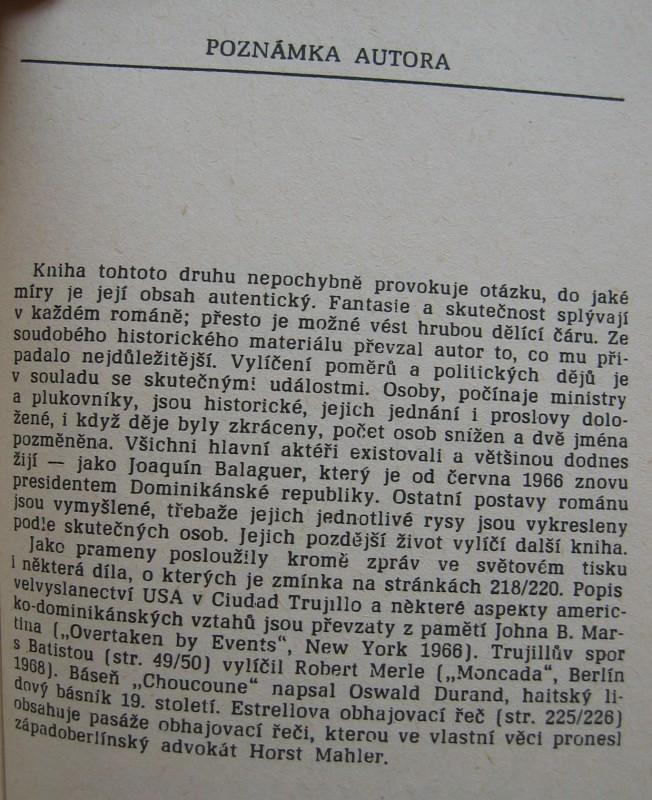 POZNÁMKA AUTORA
Kniha tohtoto druhu nepochybně provokuje otázku, do jaké
míry je její obsah autentický. Fantasie a skutečnost splývají
v každém románě; přesto je možné vést hrubou dělící čáru. Ze
soudobého historického materiálu převzal autor to, co mu při-
padalo nejdůležitější. Vylíčení poměrů a politických dějů je
v souladu se skutečnými událostmi. Osoby, počínaje ministry
a plukovníky, jsou historické, jejich jednání i proslovy dolo-
žené, i když děje byly zkráceny, počet osob snížen a dvě jména
pozměněna. Všichni hlavní aktéři existovali a většinou dodnes
žijí — jako Joaquín Balaguer, který je od června 1966 znovu
presidentem Dominikánské republiky. Ostatní postavy románu
jsou vymyšlené, třebaže jejich jednotlivé rysy jsou vykresleny
podle skutečných osob. Jejich pozdější život vylíčí další kniha.
Jako prameny posloužily kromě zpráv ve světovém tisku
i některá díla, o kterých je zmínka na stránkách 218/220. Popis
velvyslanectví USA v Ciudad Trujillo a některé aspekty americ-
ko-dominikánských vztahů jsou převzaty z pamětí Johna B. Mar-
tina („Overtaken by Events“, New York 1966). Trujillův spor
s Batistou (str. 49/50) vylíčil Robert Merle („Moncada“, Berlín
1968). Báseň „Choucoune“ napsal Oswald Durand, haitský li-
dový básník 19. století. Estrellova obhajovací řeč (str. 225/226)
obsahuje pasáže obhajovací řeči, kterou ve vlastní věci pronesl
západoberlínský advokát Horst Mahler.